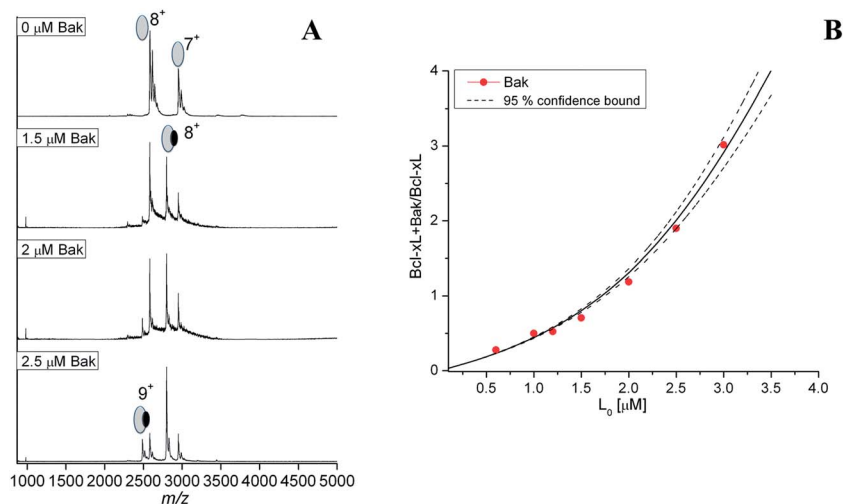 A
0 µM Bak
8+
7+
1.5 µM Bak
8+
2 µM Bak
2.5 µM Bak
9+
1000 1500 2000 2500 3000 3500 4000 4500 5000
m/z
B
4
3
2
1
0
Bcl-xL+Bak/Bcl-xL
Bak
95 % confidence bound
0.5 1.0 1.5 2.0 2.5 3.0 3.5 4.0
L0 [µM]